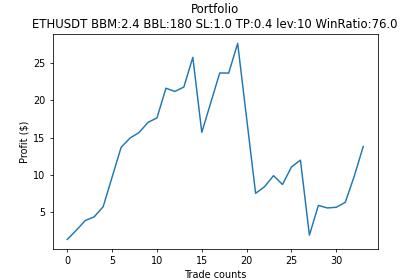 Portfolio
ETHUSDT BBM:2.4 BBL:180 SL:1.0 TP:0.4 lev:10 WinRatio:76.0
Profit ($)
25
20
15
10
5
0 5 10 15 20 25 30
Trade counts